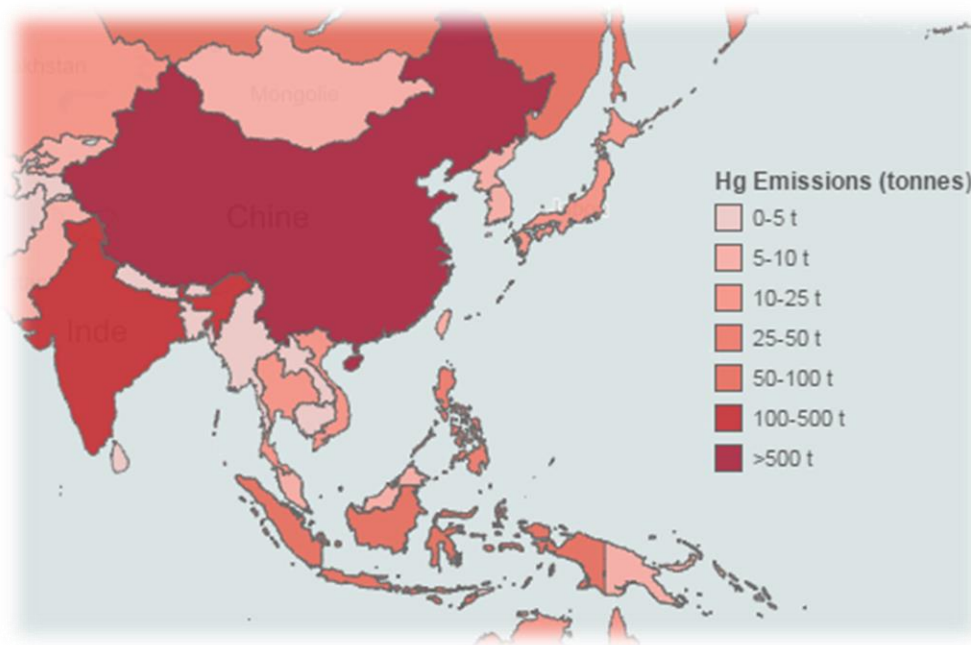 khstan
Mongolie
Chine
Inde
Hg Emissions (tonnes)
0-5 t
5-10 t
10-25 t
25-50 t
50-100 t
100-500 t
>500 t